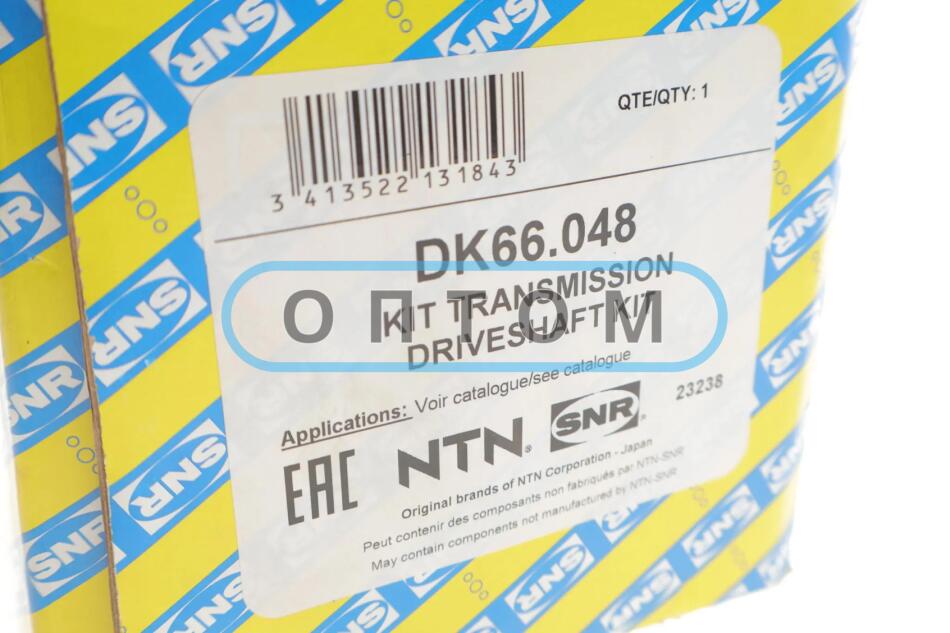 SNR
QTE/QTY: 1
3 413522 131843
DK66.048
KIT TRANSMISSION
DRIVESHAFT KIT
ОПТОМ
Applications: Voir catalogue/see catalogue
23238
EAC NTN® SNR®
Original brands of NTN Corporation - Japan
Peut contenir des composants non fabriqués par NTN-SNR
May contain components not manufactured by NTN-SNR